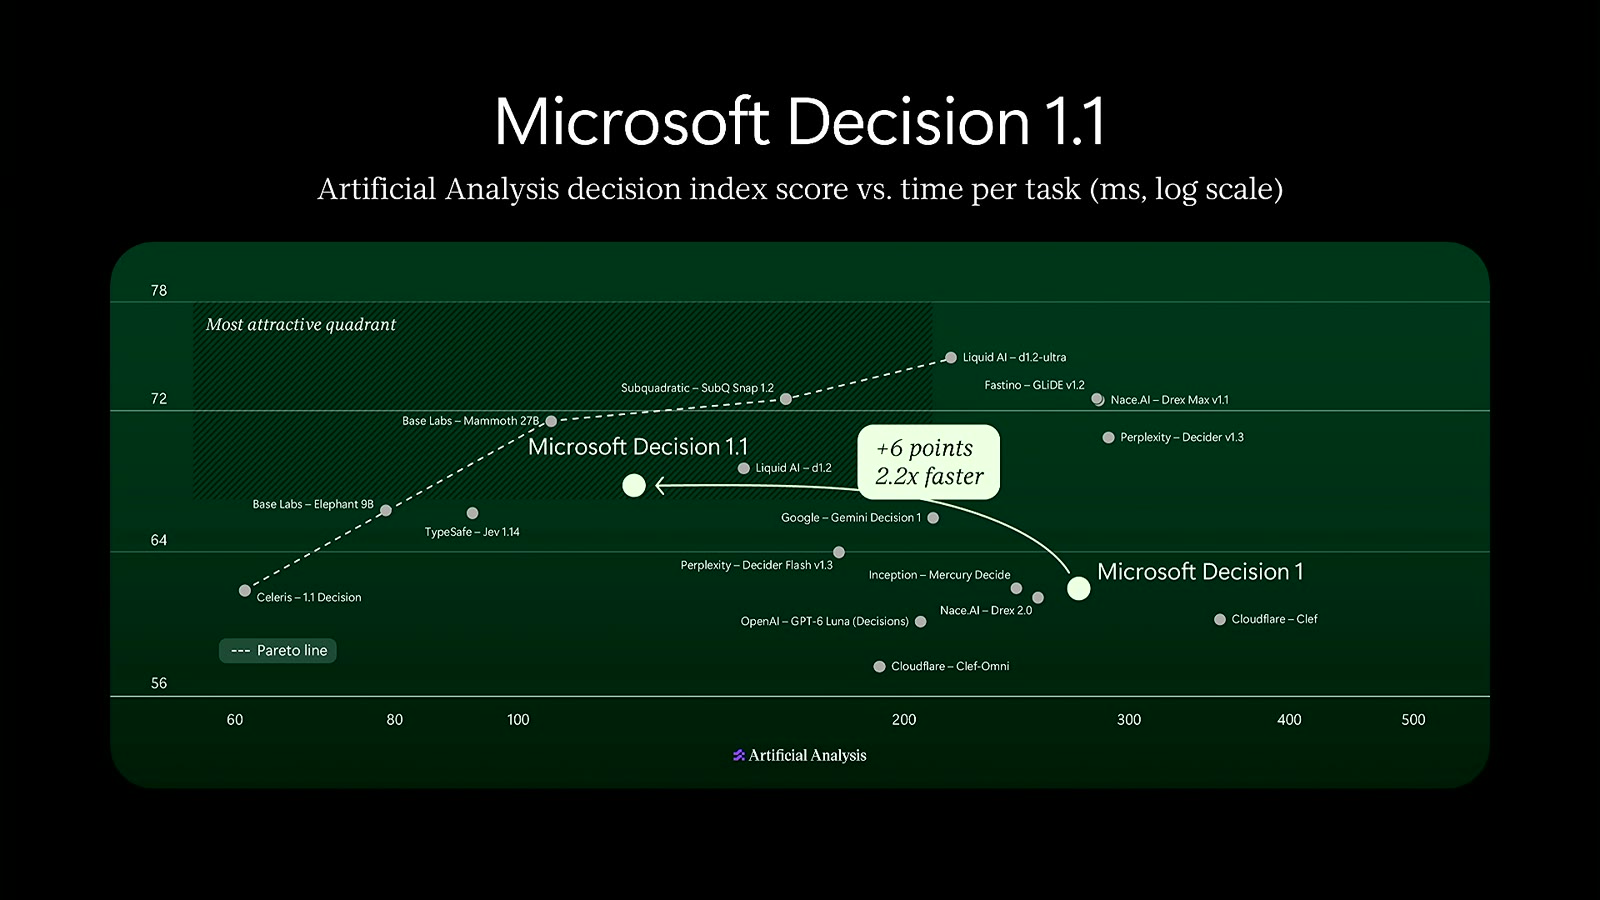 Microsoft Decision 1.1
Artificial Analysis decision index score vs. time per task (ms, log scale)
78
Most attractive quadrant
Liquid AI – d1.2-ultra
Subquadratic – SubQ Snap 1.2
Fastino – GLiDE v1.2
72
Nace.AI – Drex Max v1.1
Base Labs – Mammoth 27B
Perplexity – Decider v1.3
Microsoft Decision 1.1
+6 points
2.2x faster
Liquid AI – d1.2
Base Labs – Elephant 9B
Google – Gemini Decision 1
TypeSafe – Jev 1.14
64
Perplexity – Decider Flash v1.3
Inception – Mercury Decide
Microsoft Decision 1
Celeris – 1.1 Decision
Nace.AI – Drex 2.0
OpenAI – GPT-6 Luna (Decisions)
Cloudflare – Clef
--- Pareto line
Cloudflare – Clef-Omni
56
60 80 100 200 300 400 500
Artificial Analysis